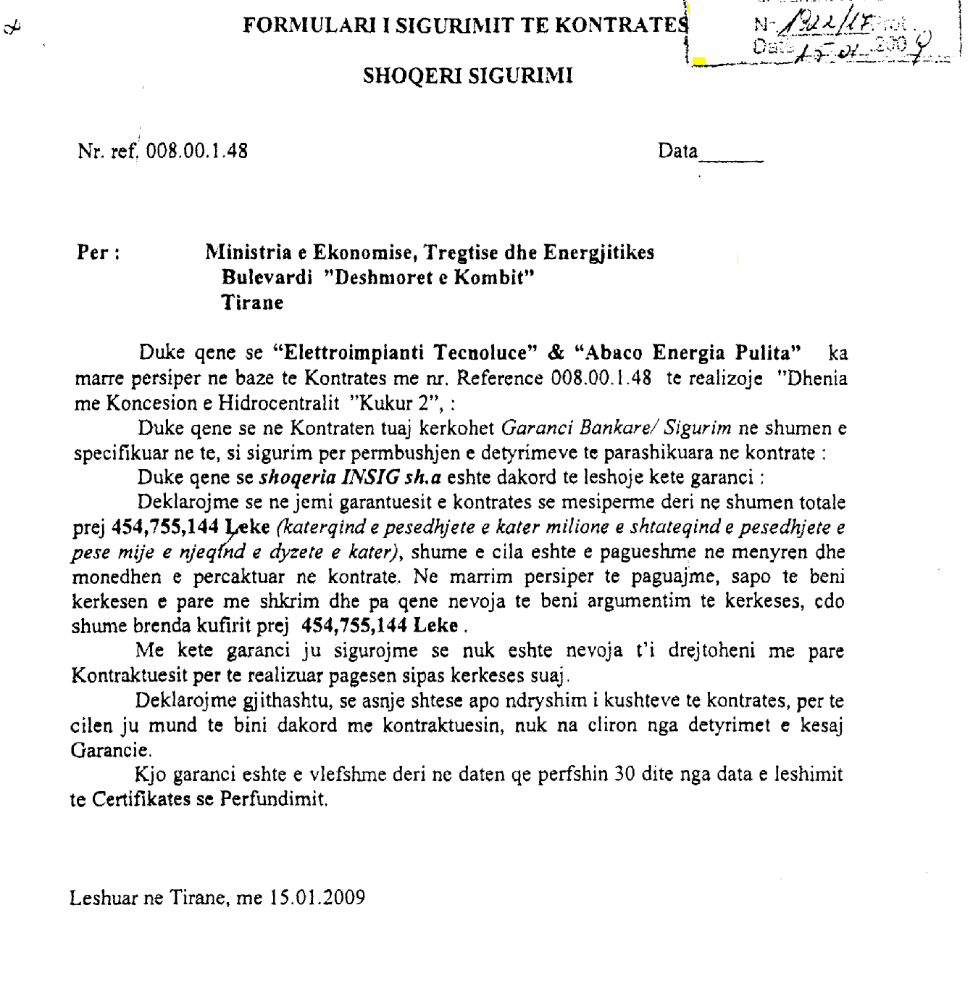 FORMULARI I SIGURIMIT TE KONTRATES
Nr 1922/17 Prot.
Date 15.01.2009
SHOQERI SIGURIMI
Nr. ref. 008.00.1.48 Data______
Per : Ministria e Ekonomise, Tregtise dhe Energjitikes
Bulevardi "Deshmoret e Kombit"
Tirane
Duke qene se “Elettroimpianti Tecnoluce” & “Abaco Energia Pulita” ka
marre persiper ne baze te Kontrates me nr. Reference 008.00.1.48 te realizoje "Dhenia
me Koncesion e Hidrocentralit "Kukur 2”, :
Duke qene se ne Kontraten tuaj kerkohet Garanci Bankare/ Sigurim ne shumen e
specifikuar ne te, si sigurim per permbushjen e detyrimeve te parashikuara ne kontrate :
Duke qene se shoqeria INSIG sh.a eshte dakord te leshoje kete garanci :
Deklarojme se ne jemi garantuesit e kontrates se mesiperme deri ne shumen totale
prej 454,755,144 Leke (katerqind e pesedhjete e kater milione e shtateqind e pesedhjete e
pese mije e njeqind e dyzete e kater), shume e cila eshte e pagueshme ne menyren dhe
monedhen e percaktuar ne kontrate. Ne marrim persiper te paguajme, sapo te beni
kerkesen e pare me shkrim dhe pa qene nevoja te beni argumentim te kerkeses, cdo
shume brenda kufirit prej 454,755,144 Leke .
Me kete garanci ju sigurojme se nuk eshte nevoja t’i drejtoheni me pare
Kontraktuesit per te realizuar pagesen sipas kerkeses suaj.
Deklarojme gjithashtu, se asnje shtese apo ndryshim i kushteve te kontrates, per te
cilen ju mund te bini dakord me kontraktuesin, nuk na cliron nga detyrimet e kesaj
Garancie.
Kjo garanci eshte e vlefshme deri ne daten qe perfshin 30 dite nga data e leshimit
te Certifikates se Perfundimit.
Leshuar ne Tirane, me 15.01.2009